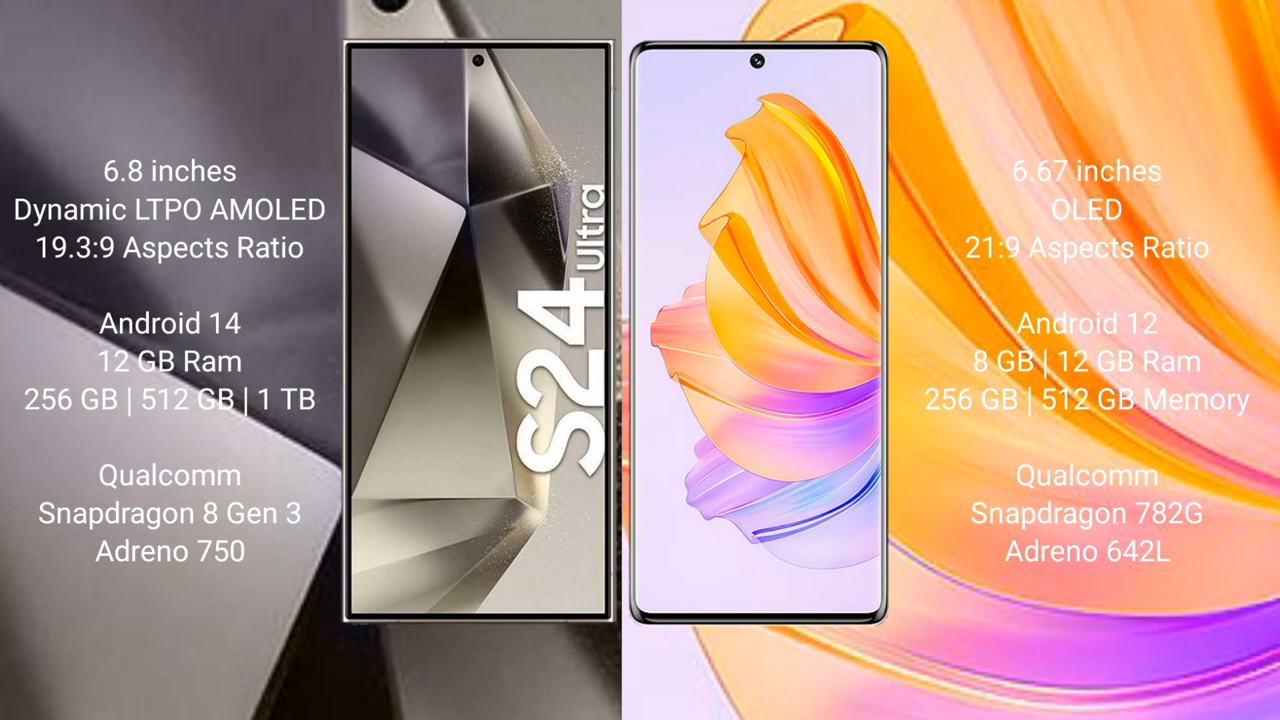 6.8 inches
Dynamic LTPO AMOLED
19.3:9 Aspects Ratio
Android 14
12 GB Ram
256 GB | 512 GB | 1 TB
Qualcomm
Snapdragon 8 Gen 3
Adreno 750
S24 Ultra
6.67 inches
OLED
21:9 Aspects Ratio
Android 12
8 GB | 12 GB Ram
256 GB | 512 GB Memory
Qualcomm
Snapdragon 782G
Adreno 642L